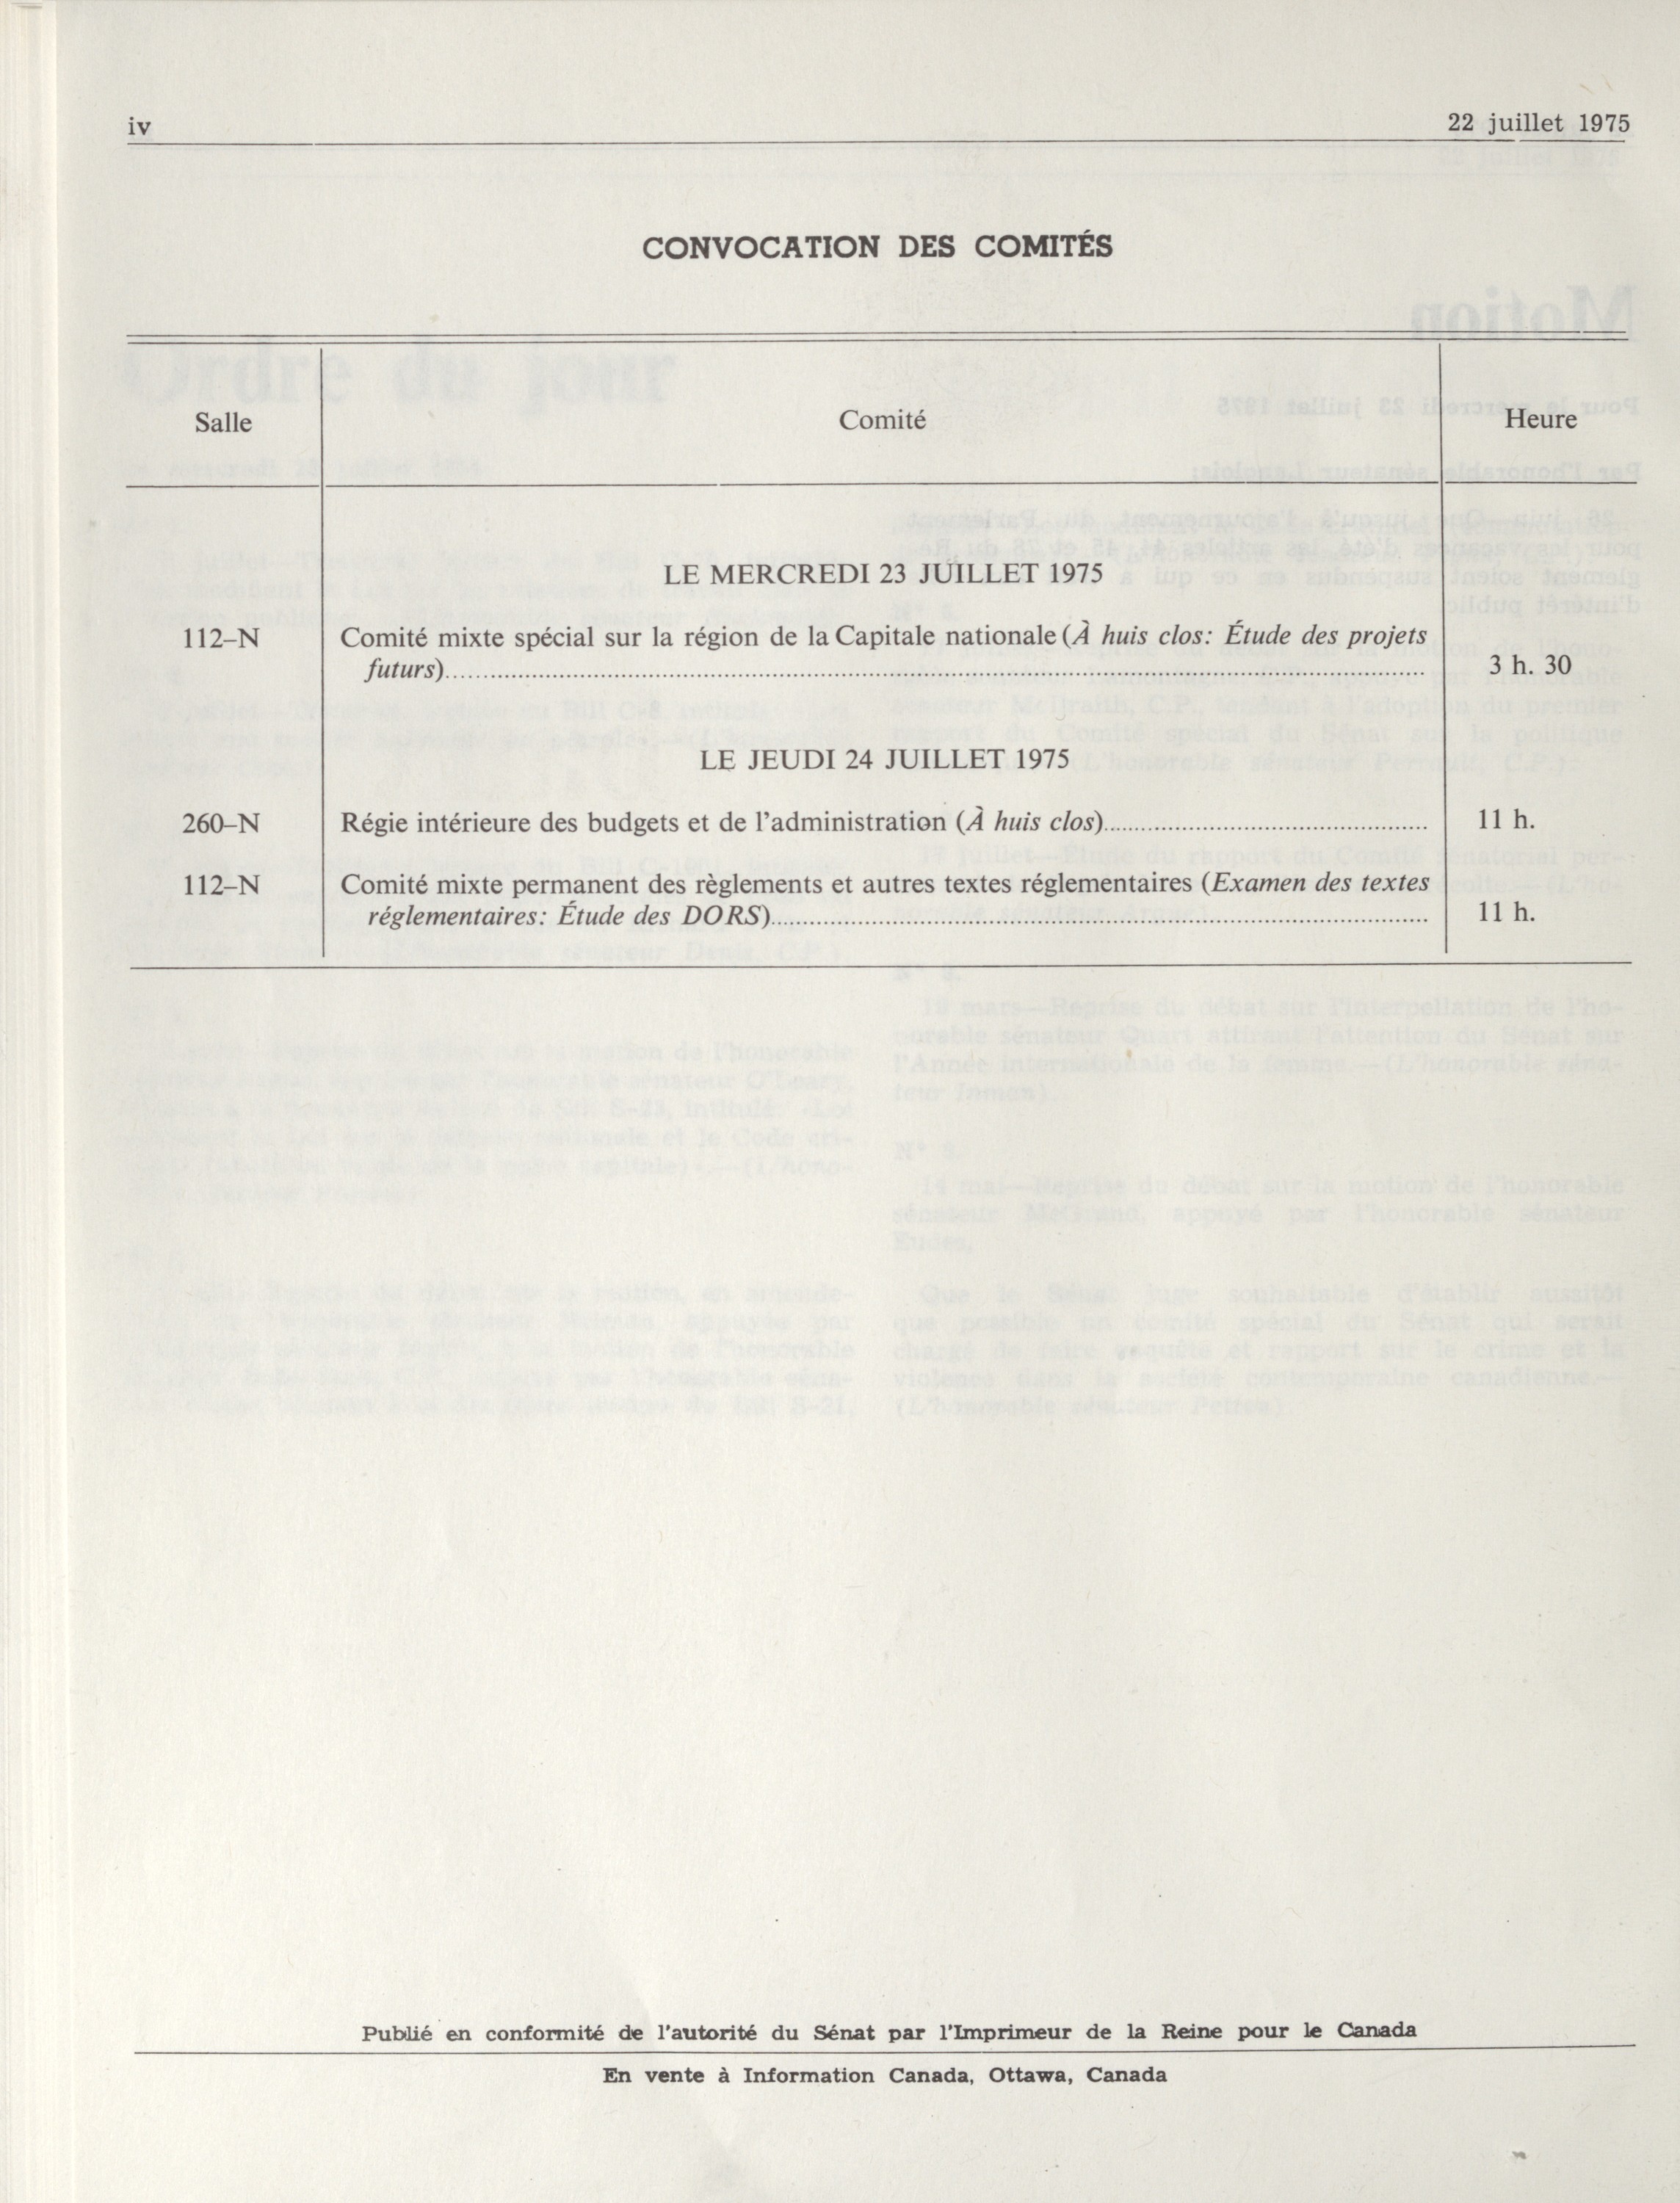 iv 22 juillet 1975
CONVOCATION DES COMITÉS
Salle Comité Heure
LE MERCREDI 23 JUILLET 1975
112–N Comité mixte spécial sur la région de la Capitale nationale (À huis clos: Étude des projets
futurs) 3 h. 30
LE JEUDI 24 JUILLET 1975
260–N Régie intérieure des budgets et de l'administration (À huis clos) 11 h.
112–N Comité mixte permanent des règlements et autres textes réglementaires (Examen des textes
réglementaires: Étude des DORS) 11 h.
Publié en conformité de l'autorité du Sénat par l'Imprimeur de la Reine pour le Canada
En vente à Information Canada, Ottawa, Canada